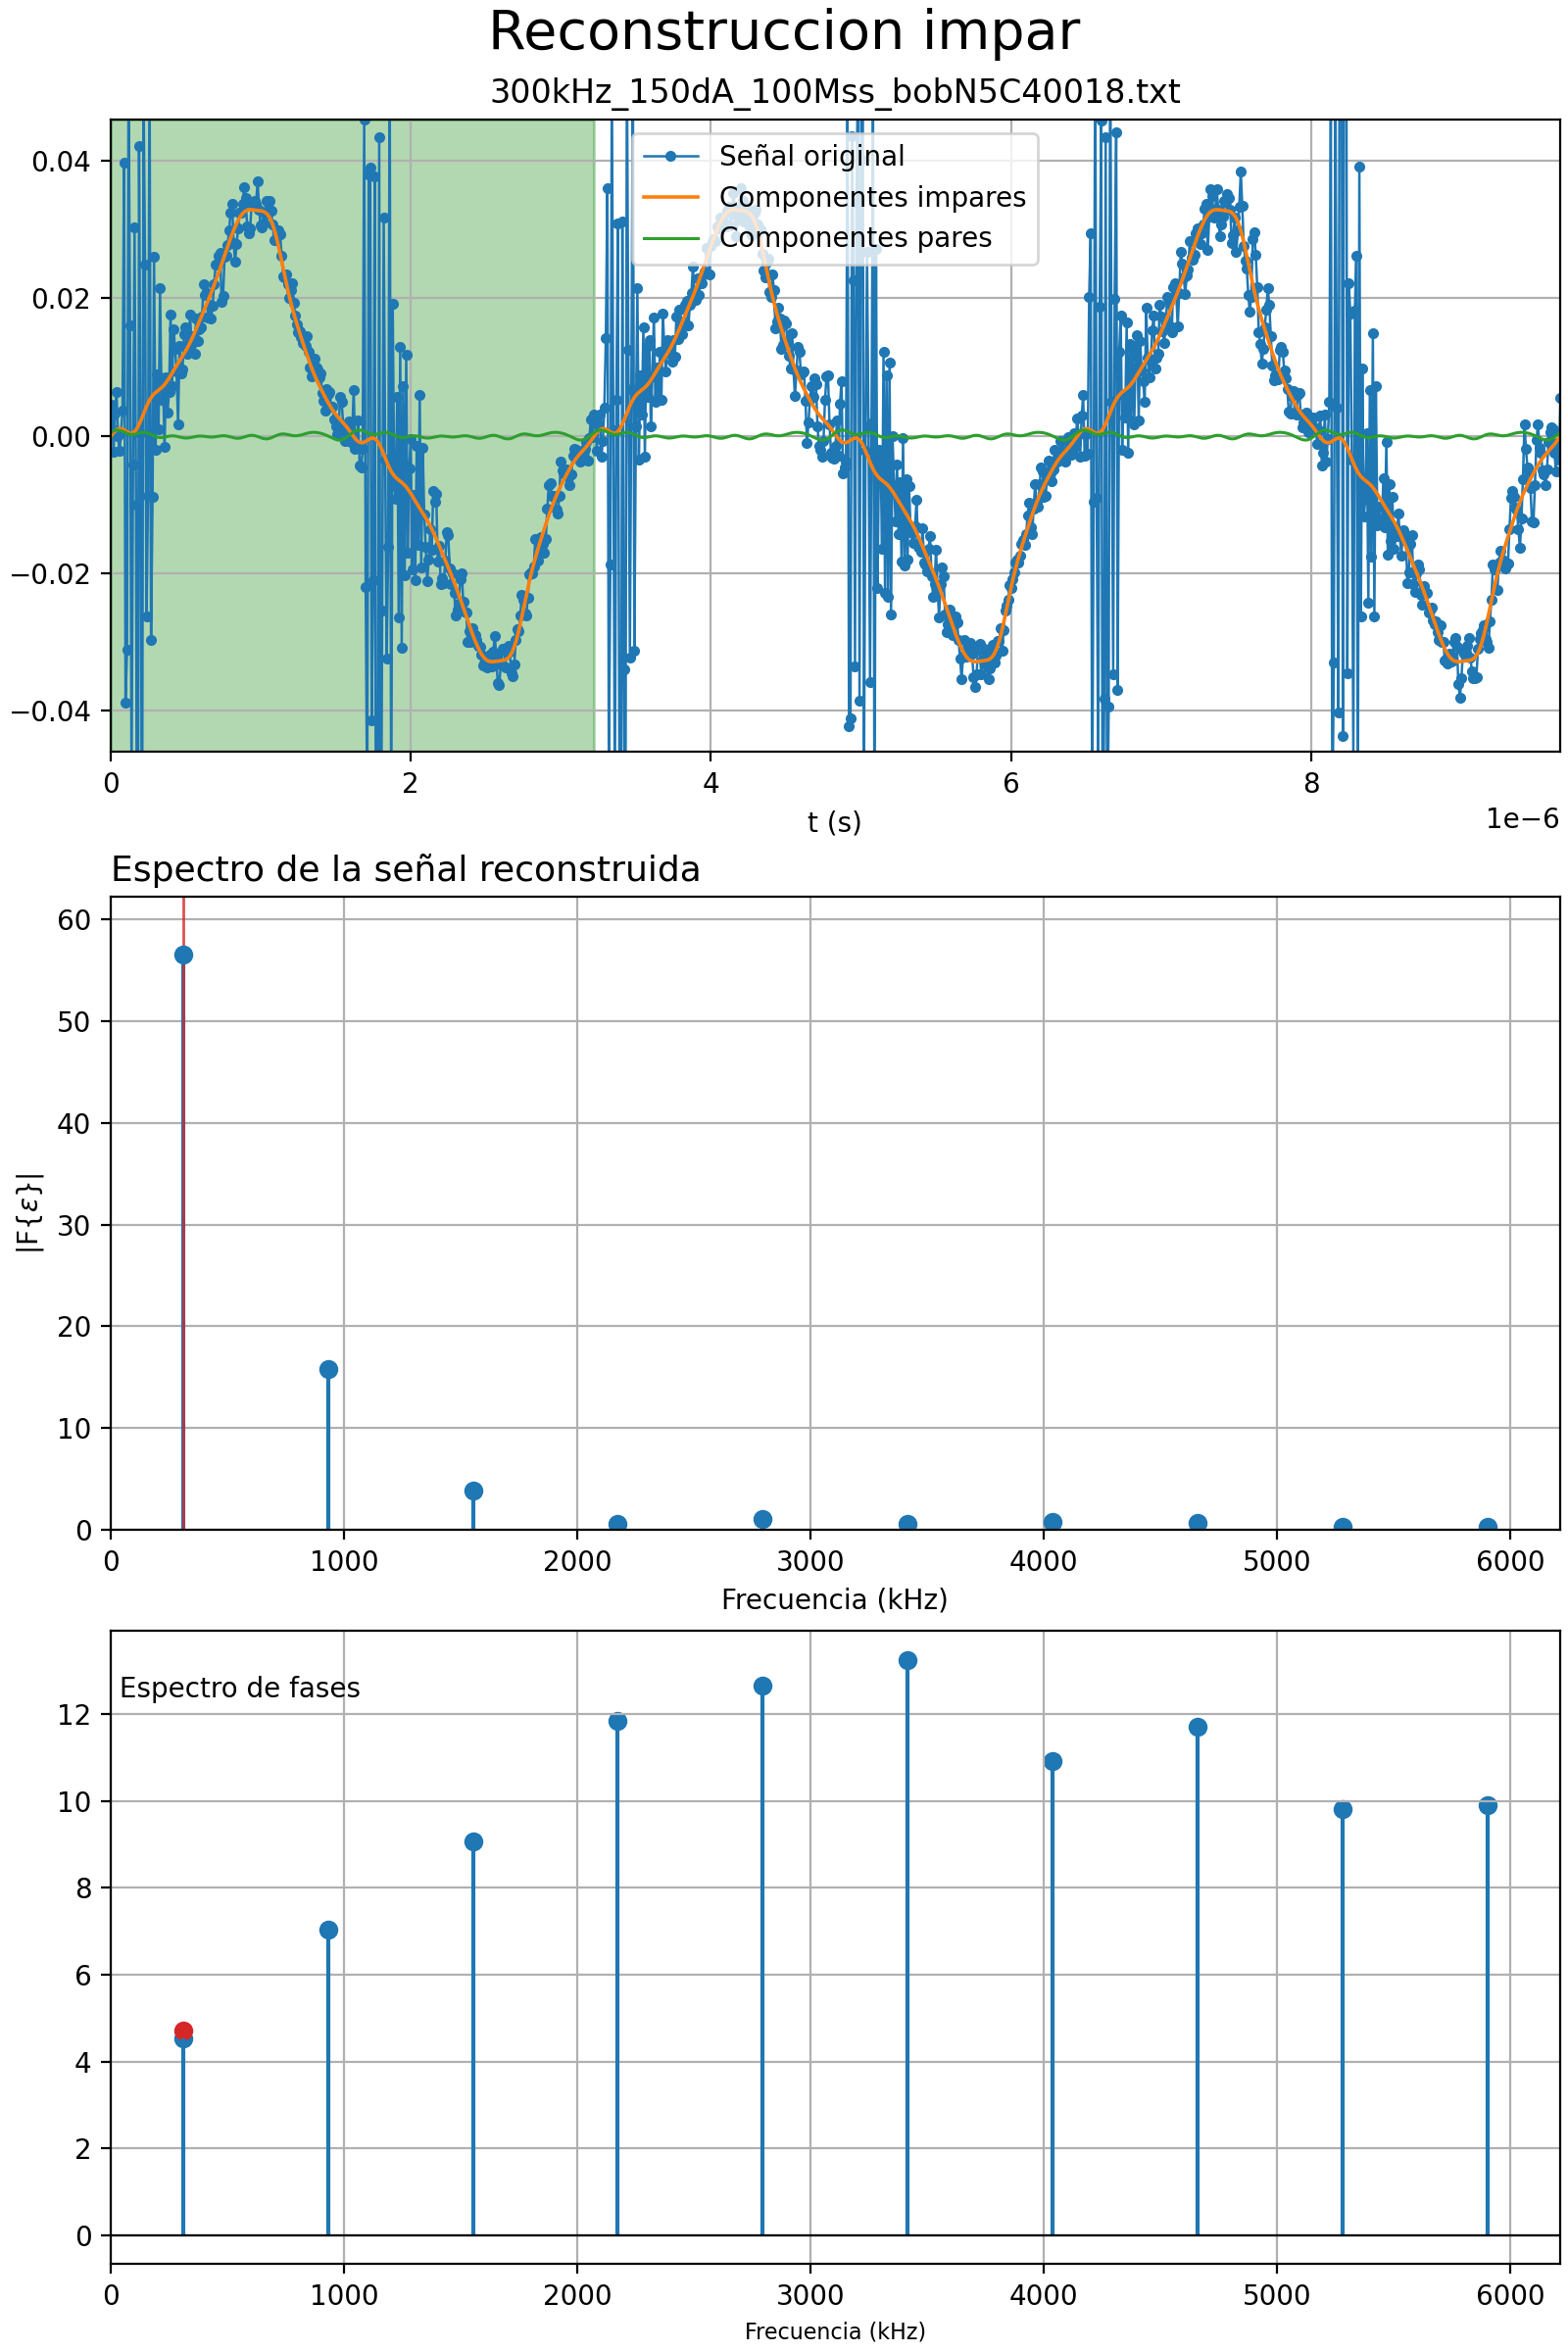 Reconstruccion impar
300kHz_150dA_100Mss_bobN5C40018.txt
Señal original
Componentes impares
Componentes pares
0.04
0.02
0.00
−0.02
−0.04
0 2 4 6 8
1e−6
t (s)
Espectro de la señal reconstruida
60
50
40
30
20
10
0
|F{ε}|
0 1000 2000 3000 4000 5000 6000
Frecuencia (kHz)
Espectro de fases
12
10
8
6
4
2
0
0 1000 2000 3000 4000 5000 6000
Frecuencia (kHz)